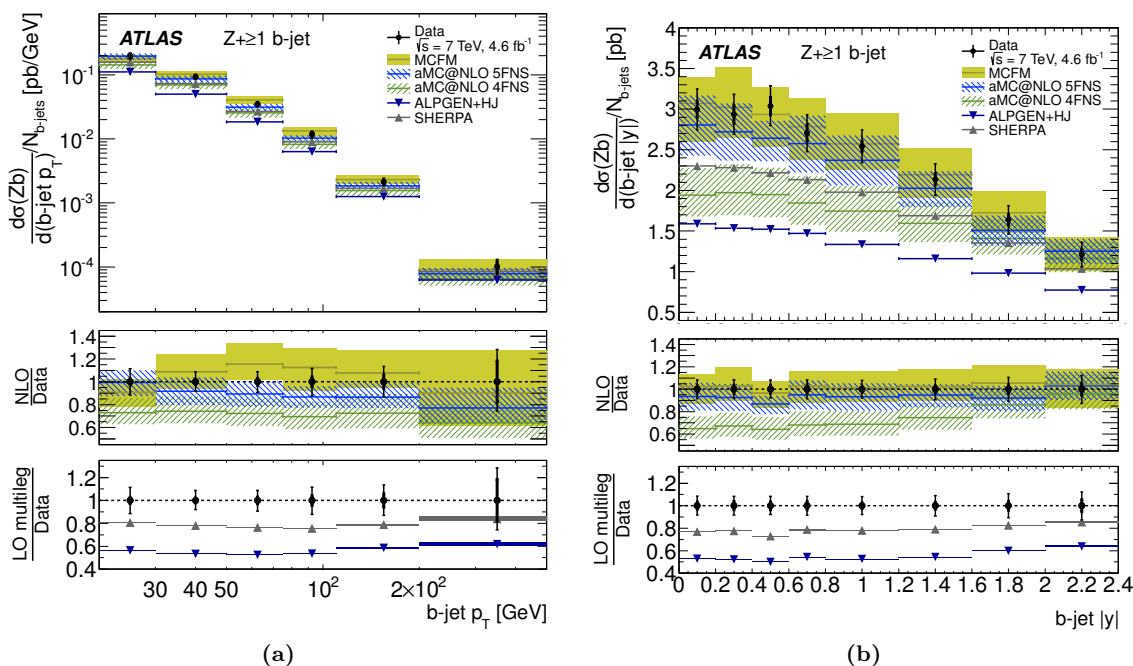 ATLAS Z+≥1 b-jet
Data
√s = 7 TeV, 4.6 fb⁻¹
MCFM
aMC@NLO 5FNS
aMC@NLO 4FNS
ALPGEN+HJ
SHERPA
dσ(Zb)/d(b-jet p_T)/N_b-jets [pb/GeV]
10⁻¹
10⁻²
10⁻³
10⁻⁴
NLO
Data
1.4
1.2
1
0.8
0.6
LO multileg
Data
1.2
1
0.8
0.6
0.4
30 40 50 10² 2×10²
b-jet p_T [GeV]
(a)
ATLAS Z+≥1 b-jet
Data
√s = 7 TeV, 4.6 fb⁻¹
MCFM
aMC@NLO 5FNS
aMC@NLO 4FNS
ALPGEN+HJ
SHERPA
dσ(Zb)/d(b-jet |y|)/N_b-jets [pb]
4
3.5
3
2.5
2
1.5
1
0.5
NLO
Data
1.4
1.2
1
0.8
0.6
LO multileg
Data
1.2
1
0.8
0.6
0.4
0 0.2 0.4 0.6 0.8 1 1.2 1.4 1.6 1.8 2 2.2 2.4
b-jet |y|
(b)